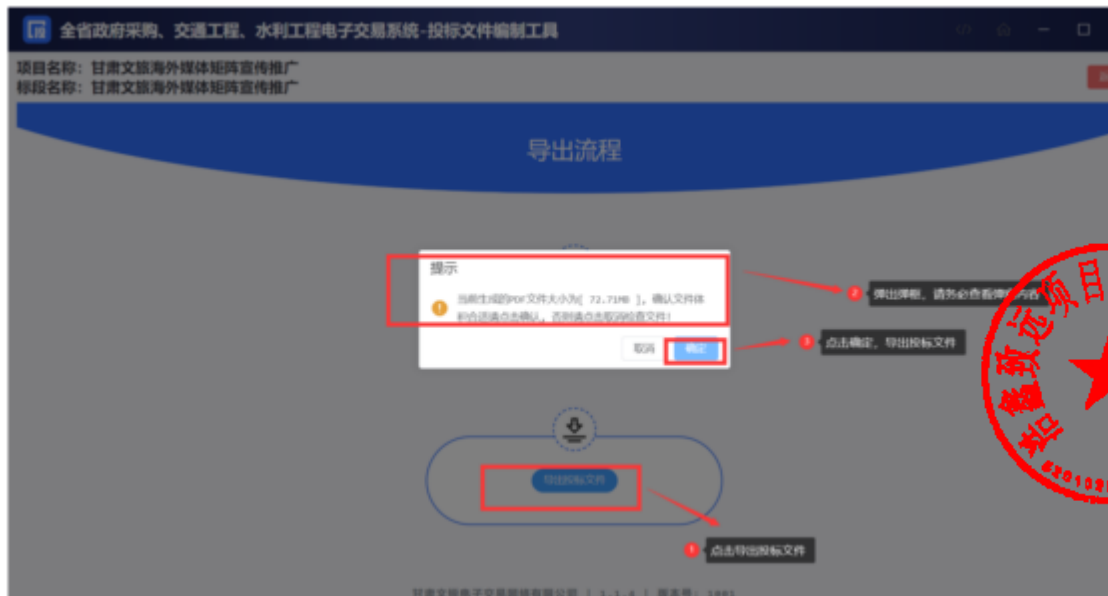 全省政府采购、交通工程、水利工程电子交易系统-投标文件编制工具
项目名称：甘肃文旅海外媒体矩阵宣传推广
标段名称：甘肃文旅海外媒体矩阵宣传推广
导出流程
提示
当前生成的PDF文件大小为[ 72.71MB ]，确认文件体
积合适请点击确认，否则请点击取消检查文件！
取消 确定
2 弹出弹框，请务必查看弹框内容
3 点击确定，导出投标文件
导出投标文件
1 点击导出投标文件
致远项目